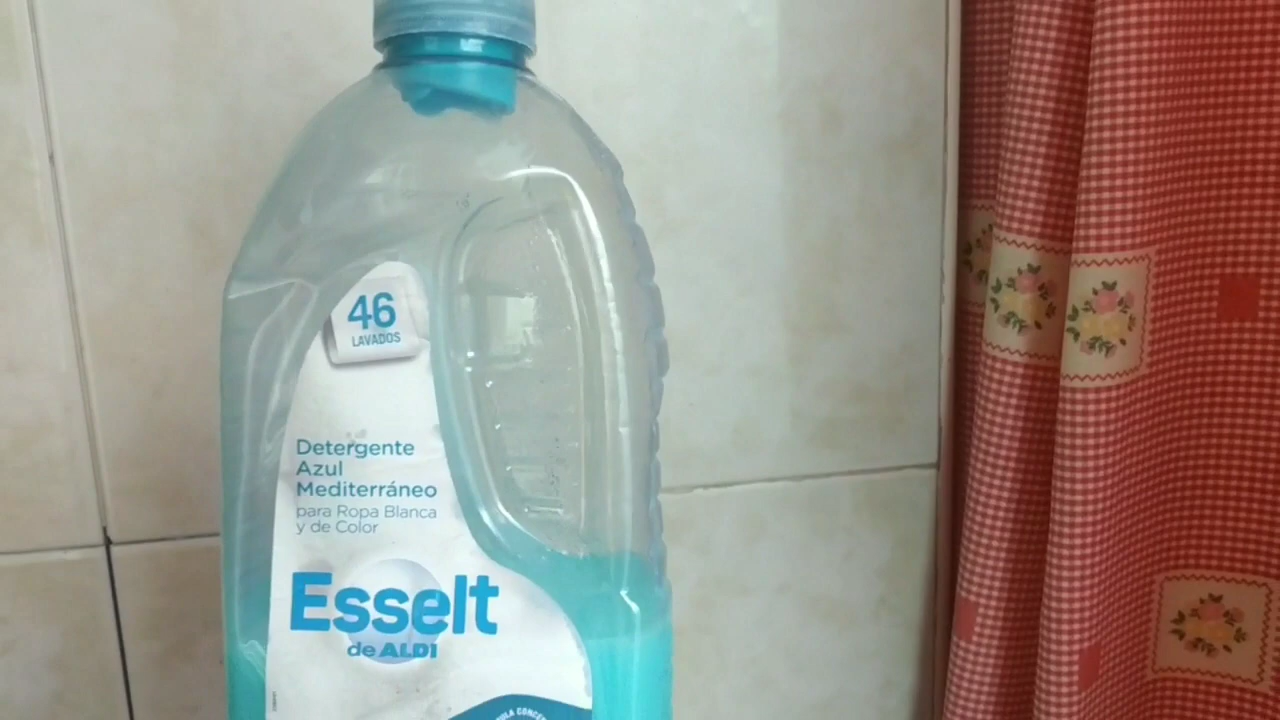 46
LAVADOS
Detergente
Azul
Mediterráneo
para Ropa Blanca
y de Color
Esselt
de ALDI